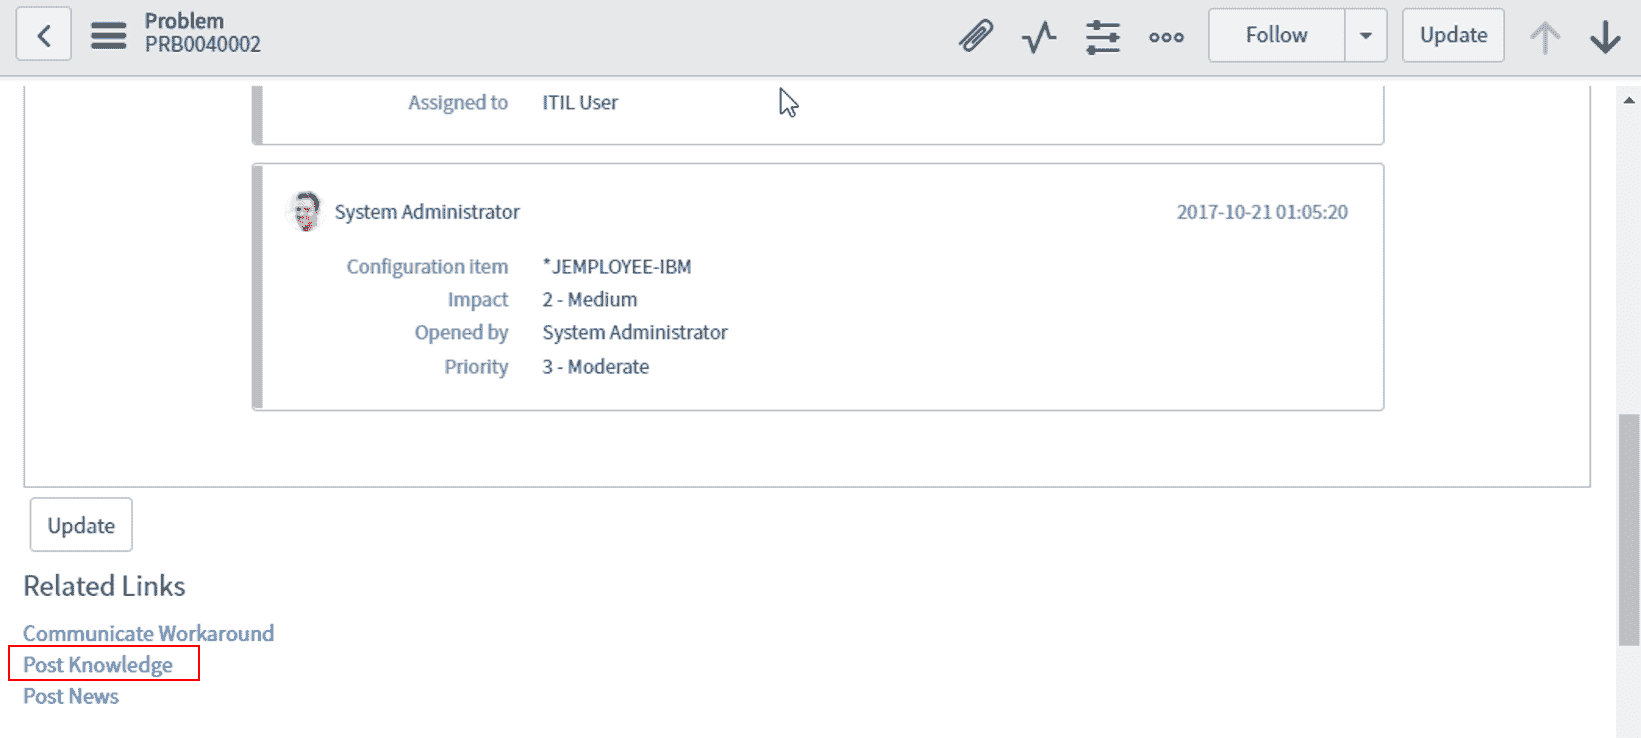 Problem
PRB0040002
Follow
Update
Assigned to ITIL User
System Administrator 2017-10-21 01:05:20
Configuration item *JEMPLOYEE-IBM
Impact 2 - Medium
Opened by System Administrator
Priority 3 - Moderate
Update
Related Links
Communicate Workaround
Post Knowledge
Post News